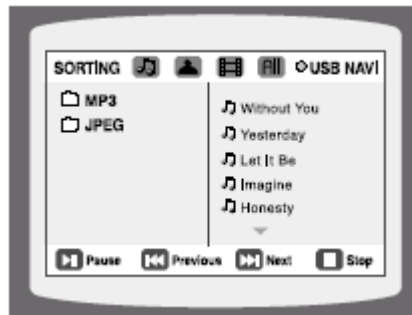 SORTING All USB NAVI
MP3
JPEG
Without You
Yesterday
Let It Be
Imagine
Honesty
Pause Previous Next Stop